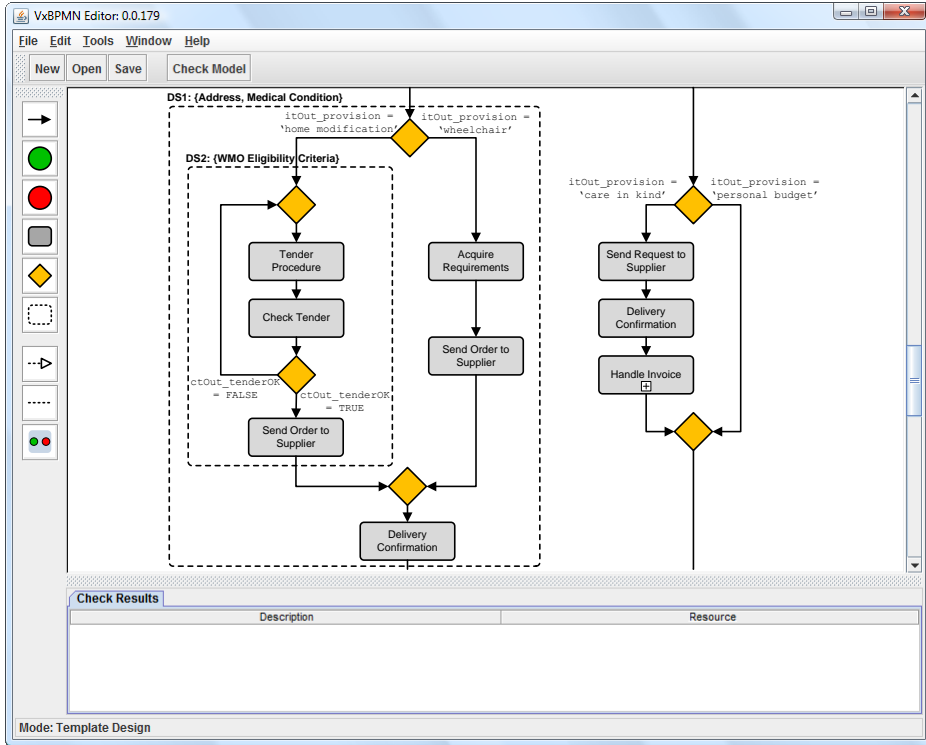 VxBPMN Editor: 0.0.179
File Edit Tools Window Help
New Open Save Check Model
DS1: {Address, Medical Condition}
itOut_provision =
'home modification'
itOut_provision =
'wheelchair'
DS2: {WMO Eligibility Criteria}
Tender
Procedure
Check Tender
ctOut_tenderOK
= FALSE
ctOut_tenderOK
= TRUE
Send Order to
Supplier
Acquire
Requirements
Send Order to
Supplier
Delivery
Confirmation
itOut_provision =
'care in kind'
itOut_provision =
'personal budget'
Send Request to
Supplier
Delivery
Confirmation
Handle Invoice
Check Results
Description Resource
Mode: Template Design